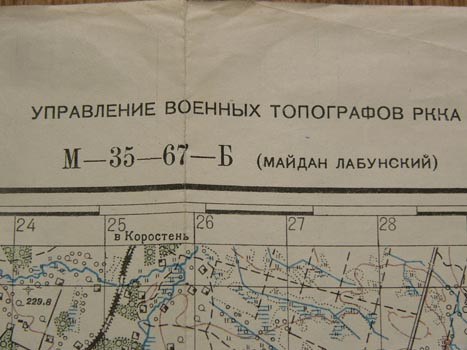 УПРАВЛЕНИЕ ВОЕННЫХ ТОПОГРАФОВ РККА
М—35—67—Б (МАЙДАН ЛАБУНСКИЙ)
24 25 26 27 28
в Коростень
229.8